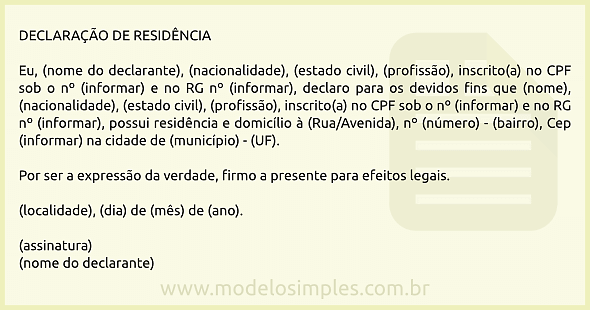 DECLARAÇÃO DE RESIDÊNCIA
Eu, (nome do declarante), (nacionalidade), (estado civil), (profissão), inscrito(a) no CPF
sob o nº (informar) e no RG nº (informar), declaro para os devidos fins que (nome),
(nacionalidade), (estado civil), (profissão), inscrito(a) no CPF sob o nº (informar) e no RG
nº (informar), possui residência e domicílio à (Rua/Avenida), nº (número) - (bairro), Cep
(informar) na cidade de (município) - (UF).
Por ser a expressão da verdade, firmo a presente para efeitos legais.
(localidade), (dia) de (mês) de (ano).
(assinatura)
(nome do declarante)
www.modelosimples.com.br